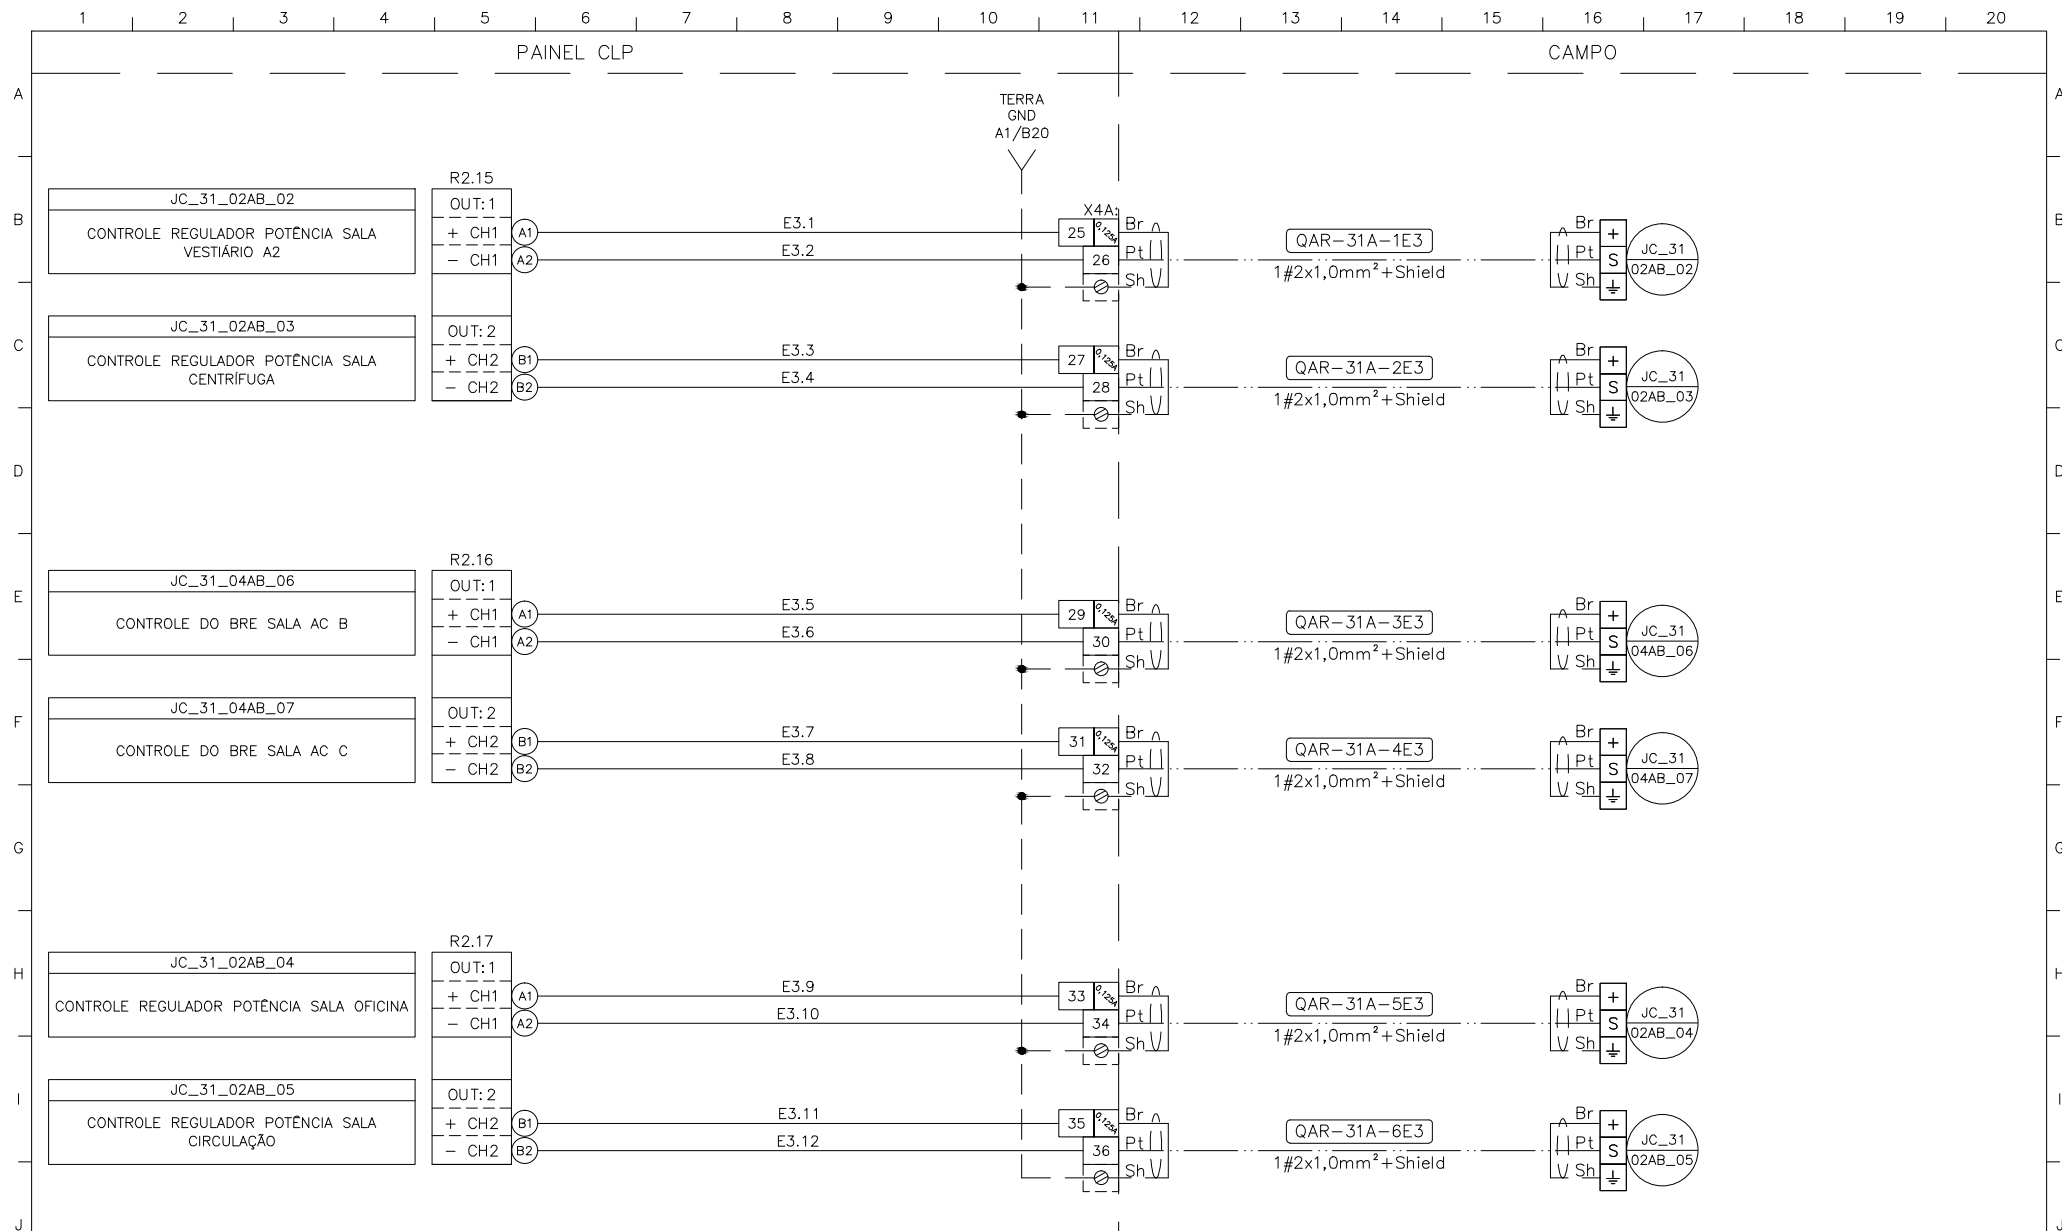 1 2 3 4 5 6 7 8 9 10 11 12 13 14 15 16 17 18 19 20
PAINEL CLP
CAMPO
A A
TERRA
GND
A1/B20
B B
JC_31_02AB_02
CONTROLE REGULADOR POTÊNCIA SALA
VESTIÁRIO A2
R2.15
OUT:1
+ CH1 A1
- CH1 A2
E3.1
E3.2
X4A:
25 0,125A
26
Br
Pt
Sh
QAR-31A-1E3
1#2x1,0mm²+Shield
Br +
Pt S
Sh
JC_31
02AB_02
C C
JC_31_02AB_03
CONTROLE REGULADOR POTÊNCIA SALA
CENTRÍFUGA
OUT:2
+ CH2 B1
- CH2 B2
E3.3
E3.4
27 0,125A
28
Br
Pt
Sh
QAR-31A-2E3
1#2x1,0mm²+Shield
Br +
Pt S
Sh
JC_31
02AB_03
D D
E E
JC_31_04AB_06
CONTROLE DO BRE SALA AC B
R2.16
OUT:1
+ CH1 A1
- CH1 A2
E3.5
E3.6
29 0,125A
30
Br
Pt
Sh
QAR-31A-3E3
1#2x1,0mm²+Shield
Br +
Pt S
Sh
JC_31
04AB_06
F F
JC_31_04AB_07
CONTROLE DO BRE SALA AC C
OUT:2
+ CH2 B1
- CH2 B2
E3.7
E3.8
31 0,125A
32
Br
Pt
Sh
QAR-31A-4E3
1#2x1,0mm²+Shield
Br +
Pt S
Sh
JC_31
04AB_07
G G
H H
JC_31_02AB_04
CONTROLE REGULADOR POTÊNCIA SALA OFICINA
R2.17
OUT:1
+ CH1 A1
- CH1 A2
E3.9
E3.10
33 0,125A
34
Br
Pt
Sh
QAR-31A-5E3
1#2x1,0mm²+Shield
Br +
Pt S
Sh
JC_31
02AB_04
I I
JC_31_02AB_05
CONTROLE REGULADOR POTÊNCIA SALA
CIRCULAÇÃO
OUT:2
+ CH2 B1
- CH2 B2
E3.11
E3.12
35 0,125A
36
Br
Pt
Sh
QAR-31A-6E3
1#2x1,0mm²+Shield
Br +
Pt S
Sh
JC_31
02AB_05
J J